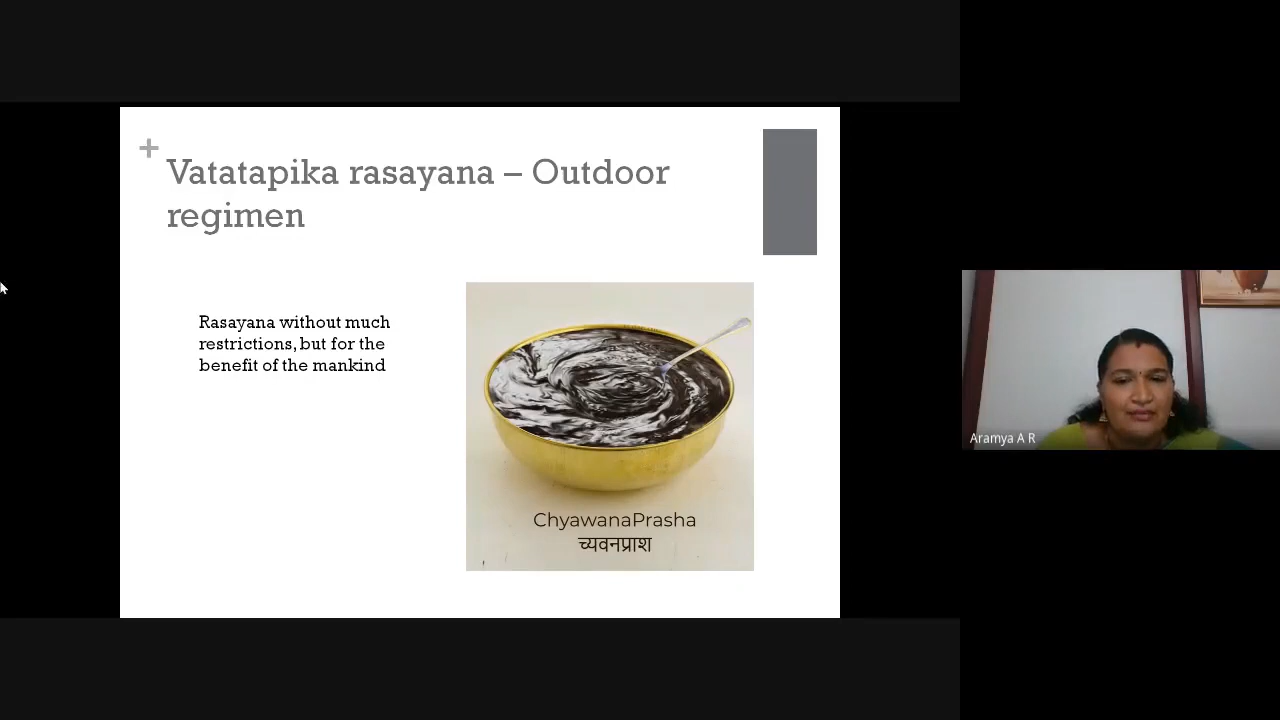 +
Vatatapika rasayana – Outdoor
regimen
Rasayana without much
restrictions, but for the
benefit of the mankind
ChyawanaPrasha
च्यवनप्राश
Aramya A R